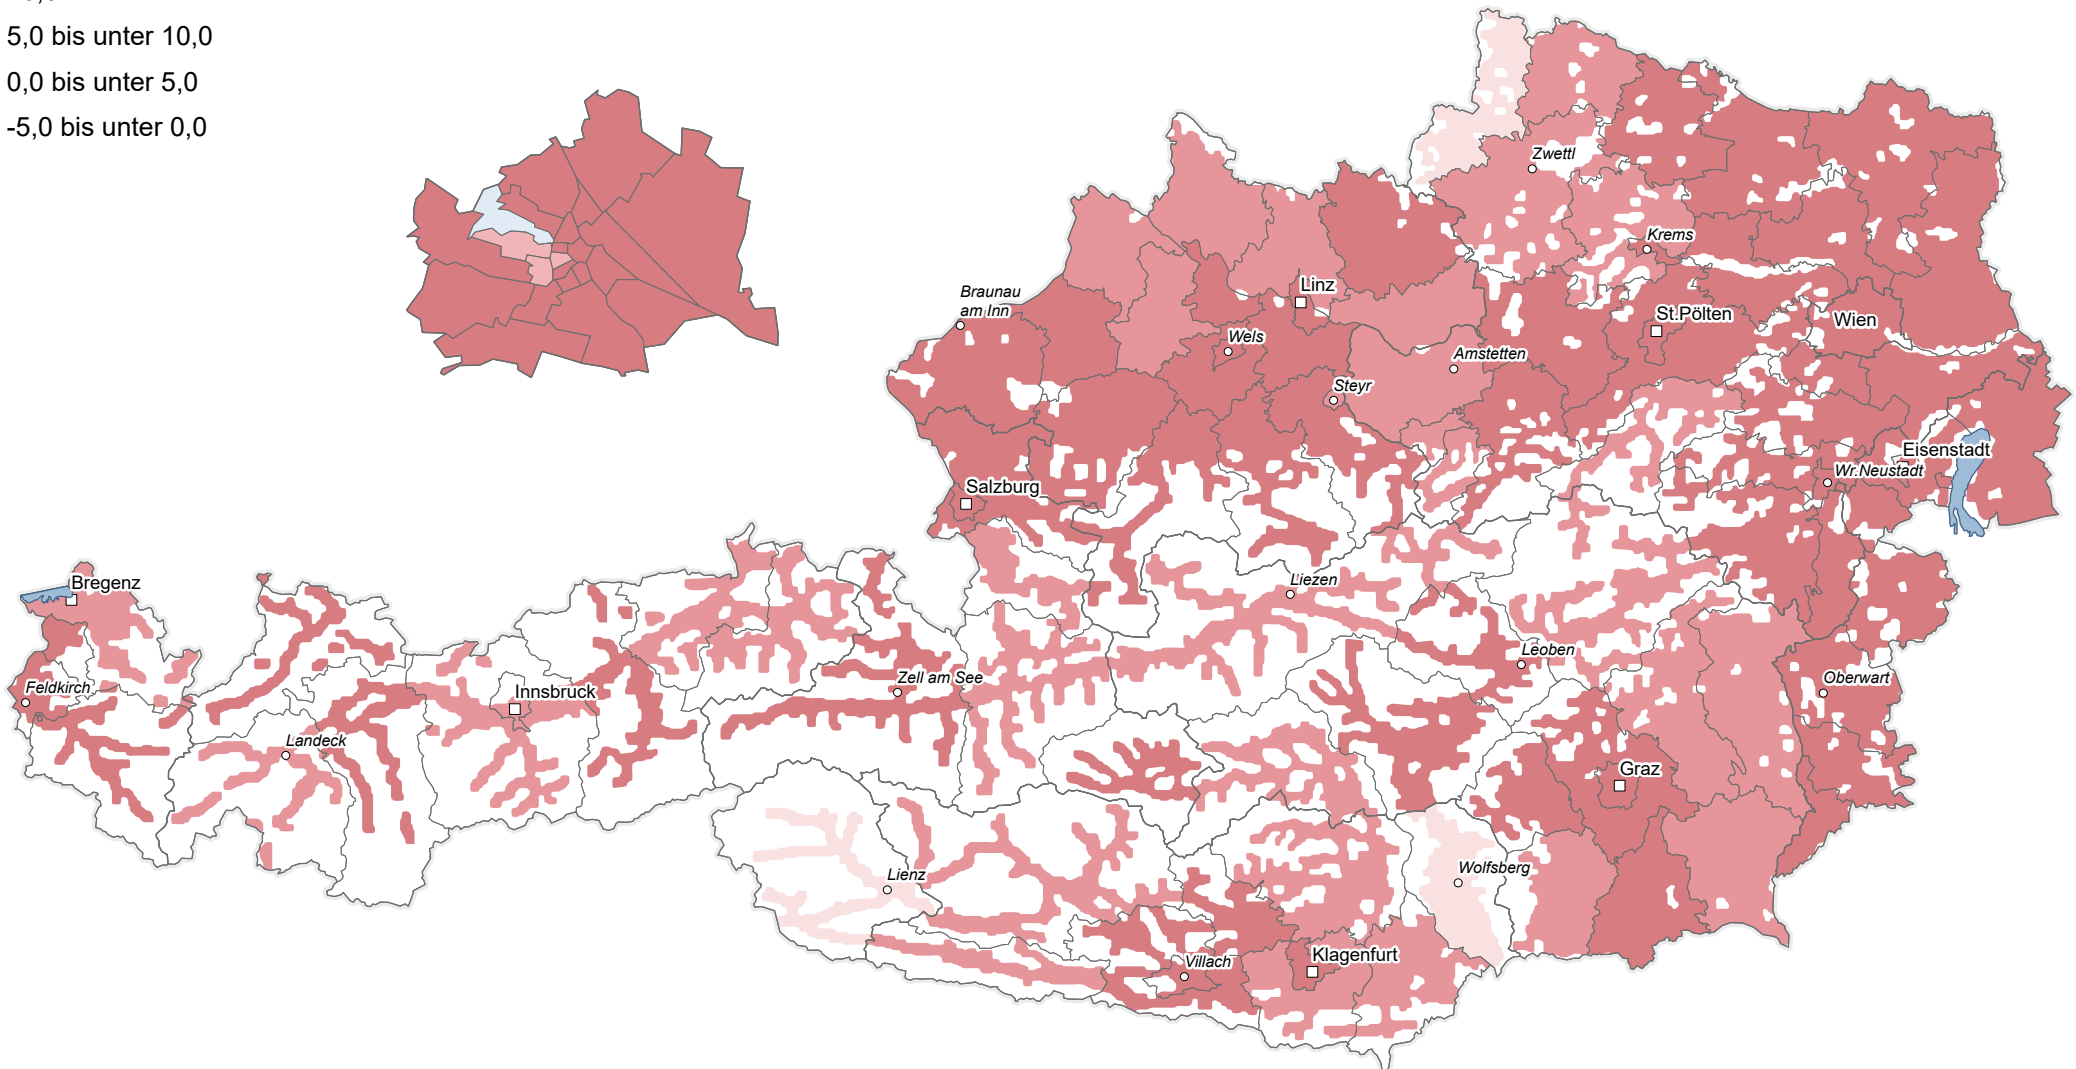 5,0 bis unter 10,0
0,0 bis unter 5,0
-5,0 bis unter 0,0
Zwettl
Krems
Braunau
am Inn
Linz
St.Pölten
Wien
Wels
Amstetten
Steyr
Eisenstadt
Wr.Neustadt
Salzburg
Bregenz
Liezen
Leoben
Feldkirch
Innsbruck
Zell am See
Oberwart
Landeck
Graz
Lienz
Wolfsberg
Villach
Klagenfurt